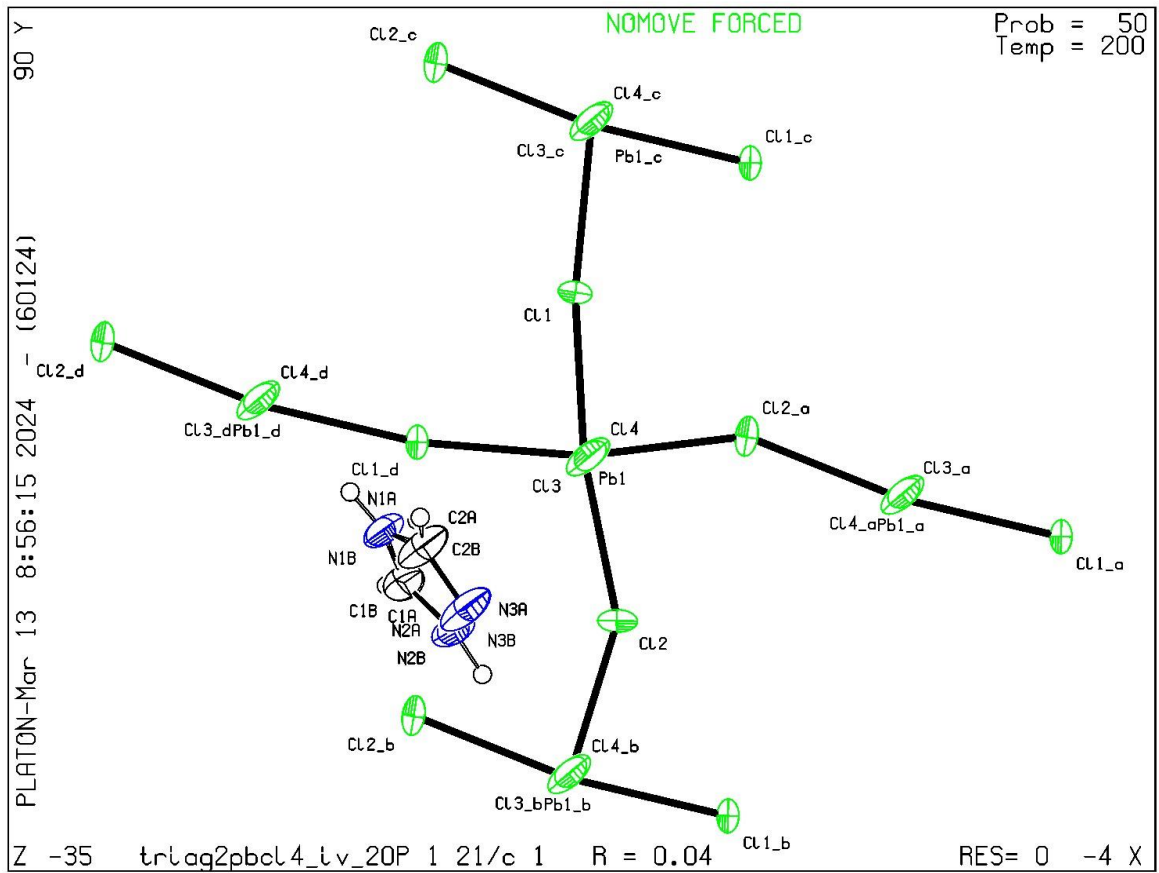 NOMOVE FORCED
Prob = 50
Temp = 200
90 Y
PLATON-Mar 13 8:56:15 2024 - (60124)
Cl2_c
Cl4_c
Cl1_c
Cl3_c
Pb1_c
Cl1
Cl2_d
Cl4_d
Cl3_dPb1_d
Cl1_d
Cl4
Cl2_a
Cl3
Pb1
Cl3_a
Cl4_aPb1_a
Cl1_a
N1A
C2A
N1B
C2B
C1B
C1A
N2A
N3A
N2B
N3B
Cl2
Cl2_b
Cl4_b
Cl3_bPb1_b
Cl1_b
Z -35 triag2pbcl4_iv_20P 1 21/c 1 R = 0.04 RES= 0 -4 X